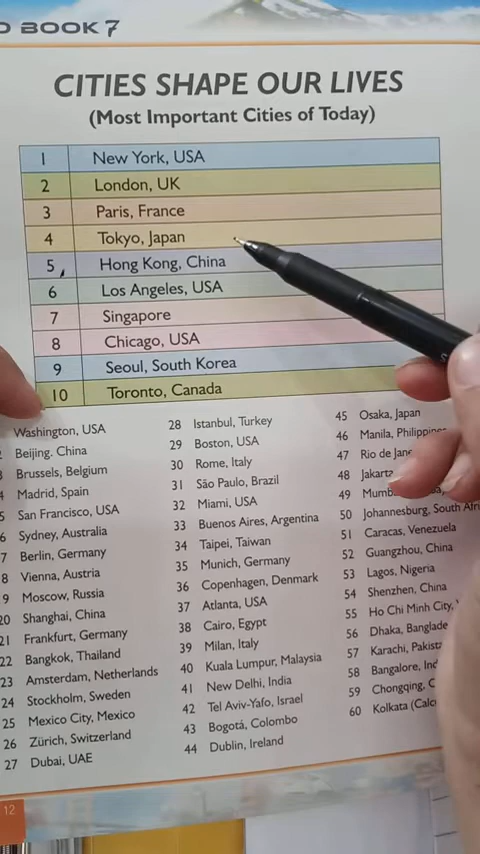 BOOK 7
CITIES SHAPE OUR LIVES
(Most Important Cities of Today)
1 New York, USA
2 London, UK
3 Paris, France
4 Tokyo, Japan
5 Hong Kong, China
6 Los Angeles, USA
7 Singapore
8 Chicago, USA
9 Seoul, South Korea
10 Toronto, Canada
Washington, USA
Beijing. China
Brussels, Belgium
Madrid, Spain
San Francisco, USA
Sydney, Australia
Berlin, Germany
Vienna, Austria
Moscow, Russia
20 Shanghai, China
21 Frankfurt, Germany
22 Bangkok, Thailand
23 Amsterdam, Netherlands
24 Stockholm, Sweden
25 Mexico City, Mexico
26 Zürich, Switzerland
27 Dubai, UAE
28 Istanbul, Turkey
29 Boston, USA
30 Rome, Italy
31 São Paulo, Brazil
32 Miami, USA
33 Buenos Aires, Argentina
34 Taipei, Taiwan
35 Munich, Germany
36 Copenhagen, Denmark
37 Atlanta, USA
38 Cairo, Egypt
39 Milan, Italy
40 Kuala Lumpur, Malaysia
41 New Delhi, India
42 Tel Aviv-Yafo, Israel
43 Bogotá, Colombo
44 Dublin, Ireland
45 Osaka, Japan
46 Manila,
47 Rio de
48
49
50 Johannesburg, South
51 Caracas, Venezuela
52 Guangzhou, China
53 Lagos, Nigeria
54 Shenzhen, China
55 Ho Chi Minh City,
56 Dhaka,
57 Karachi,
58 Bangalore,
59 Chongqing,
60 Kolkata
12